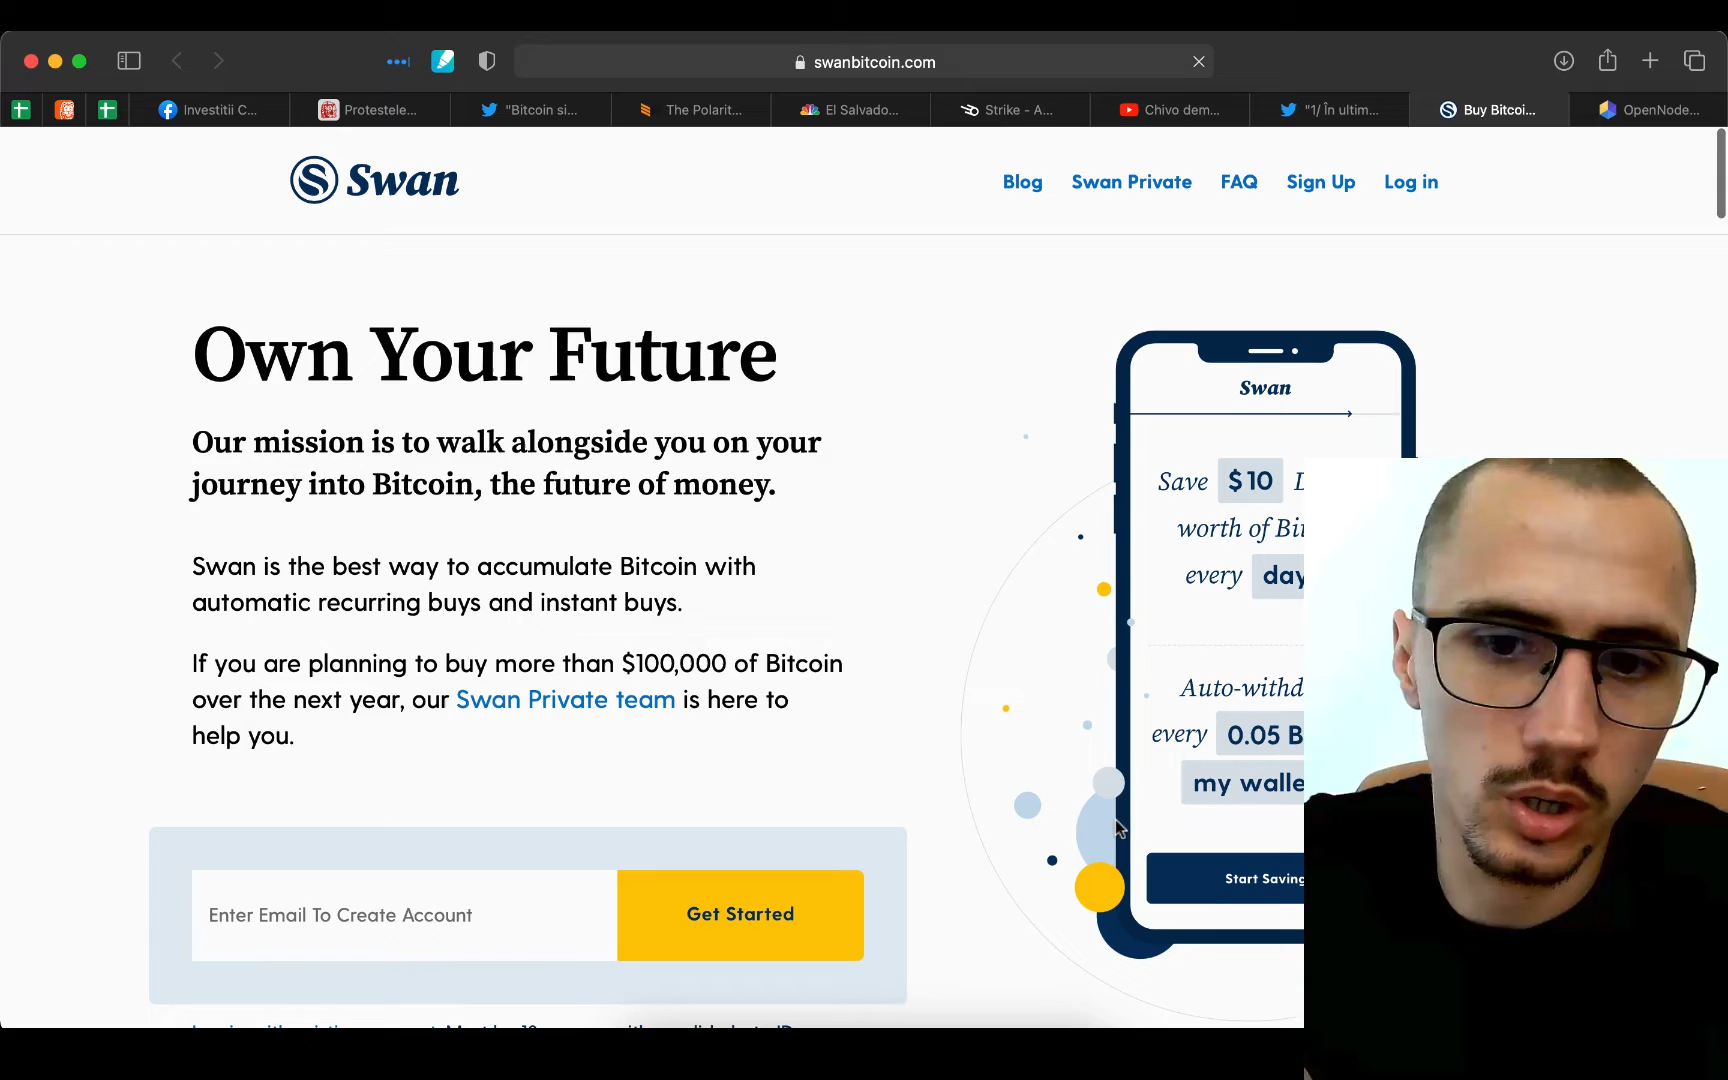 swanbitcoin.com
Investitii C...
Protestele...
"Bitcoin si...
The Polarit...
El Salvado...
Strike - A...
Chivo dem...
"1/ În ultim...
Buy Bitcoi...
OpenNode...
Swan
Blog
Swan Private
FAQ
Sign Up
Log in
Own Your Future
Our mission is to walk alongside you on your
journey into Bitcoin, the future of money.
Swan is the best way to accumulate Bitcoin with
automatic recurring buys and instant buys.
If you are planning to buy more than $100,000 of Bitcoin
over the next year, our Swan Private team is here to
help you.
Enter Email To Create Account
Get Started
Swan
Save $10
worth of Bi
every day
Auto-withd
every 0.05 B
my walle
Start Saving